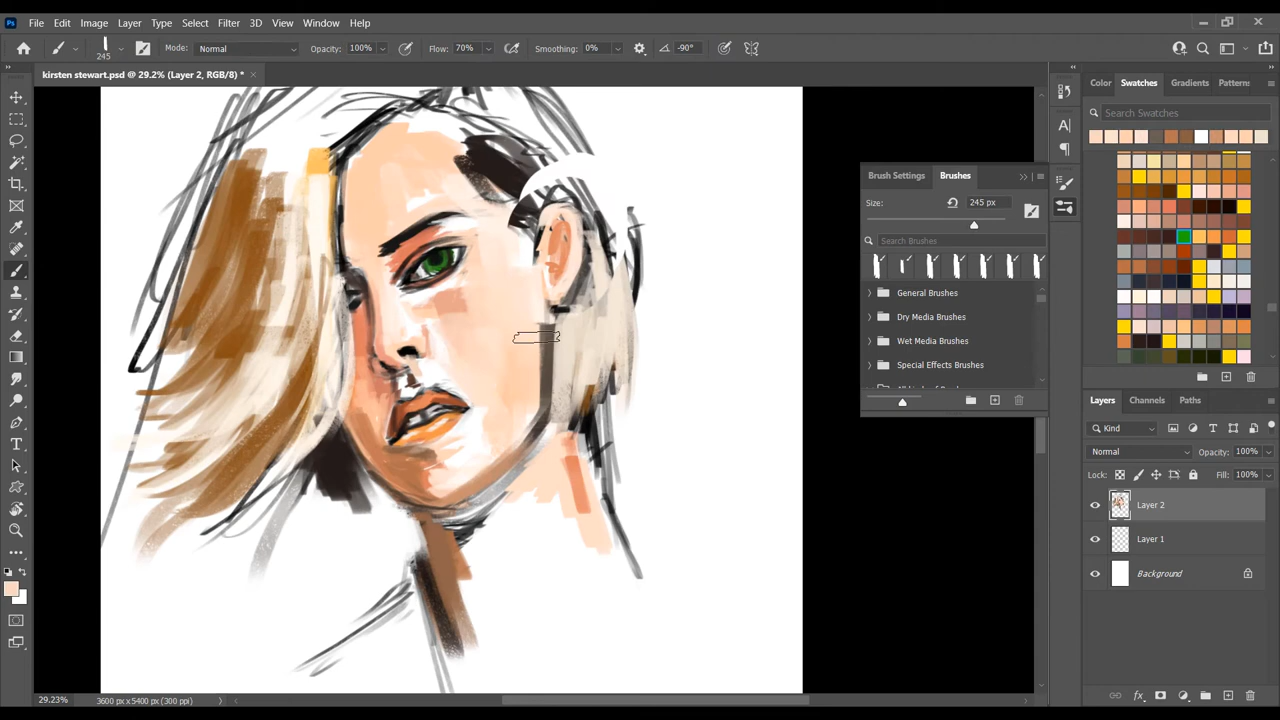 Ps File Edit Image Layer Type Select Filter 3D View Window Help
245 Mode: Normal Opacity: 100% Flow: 70% Smoothing: 0% -90°
kirsten stewart.psd @ 29.2% (Layer 2, RGB/8) *
Color Swatches Gradients Pattern
Search Swatches
Brush Settings Brushes
Size: 245 px
Search Brushes
General Brushes
Dry Media Brushes
Wet Media Brushes
Special Effects Brushes
Layers Channels Paths
Kind
Normal Opacity: 100%
Lock: Fill: 100%
Layer 2
Layer 1
Background
29.23% 3600 px x 5400 px (300 ppi)